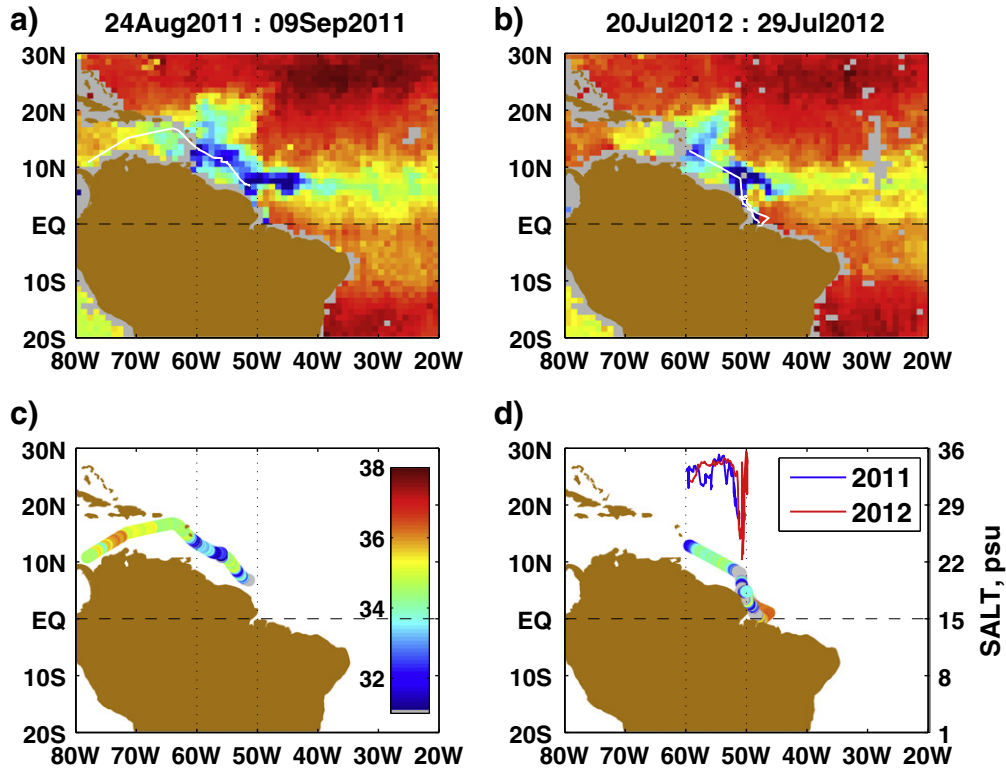 a) 24Aug2011 : 09Sep2011
b) 20Jul2012 : 29Jul2012
30N
20N
10N
EQ
10S
20S
80W 70W 60W 50W 40W 30W 20W
30N
20N
10N
EQ
10S
20S
80W 70W 60W 50W 40W 30W 20W
c)
30N
20N
10N
EQ
10S
20S
80W 70W 60W 50W 40W 30W 20W
38
36
34
32
d)
30N
20N
10N
EQ
10S
20S
80W 70W 60W 50W 40W 30W 20W
2011
2012
36
29
22
15
8
1
SALT, psu